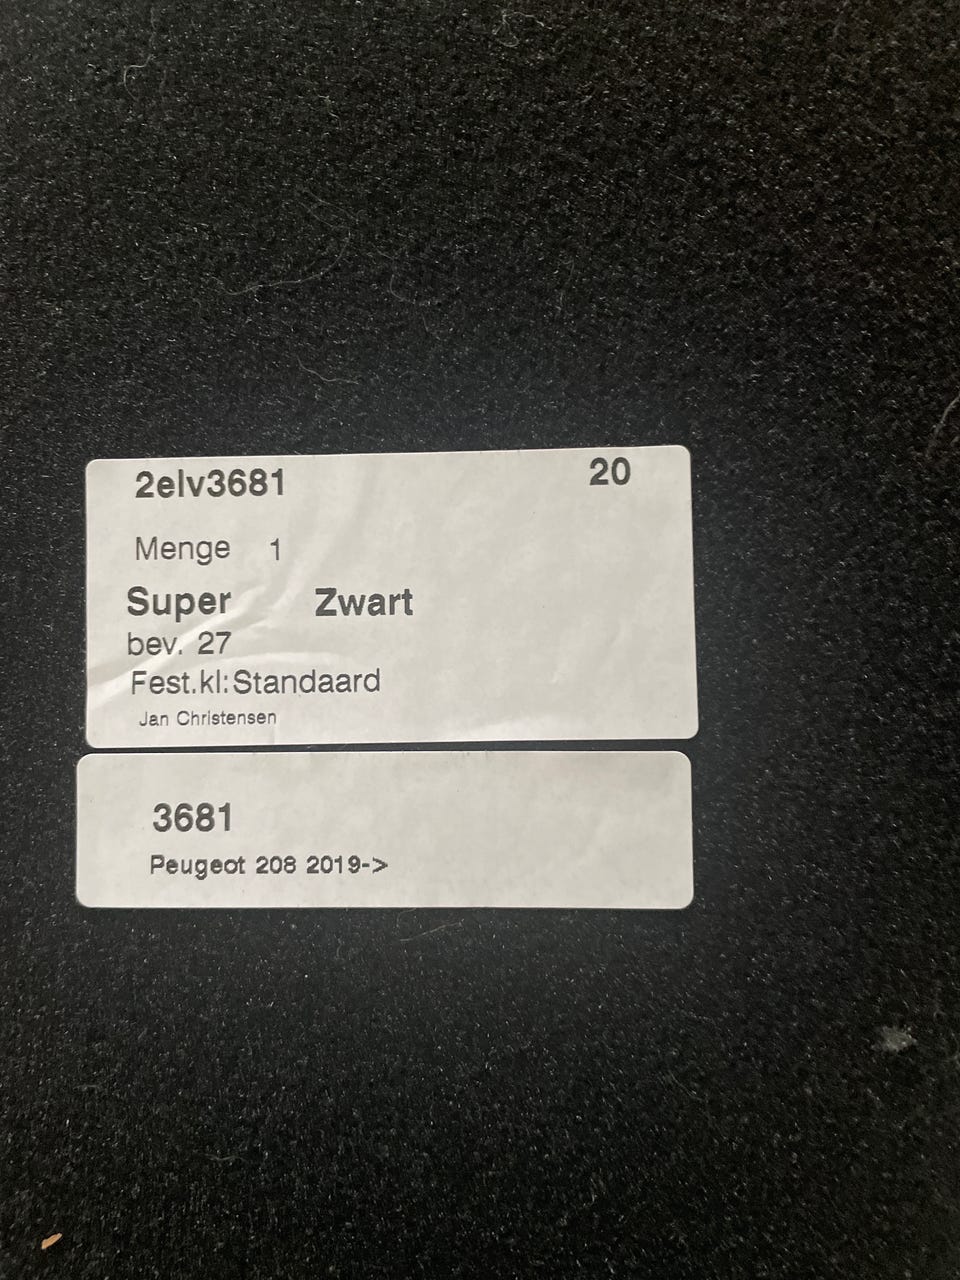 2elv3681 20
Menge 1
Super Zwart
bev. 27
Fest.kl:Standaard
Jan Christensen
3681
Peugeot 208 2019->